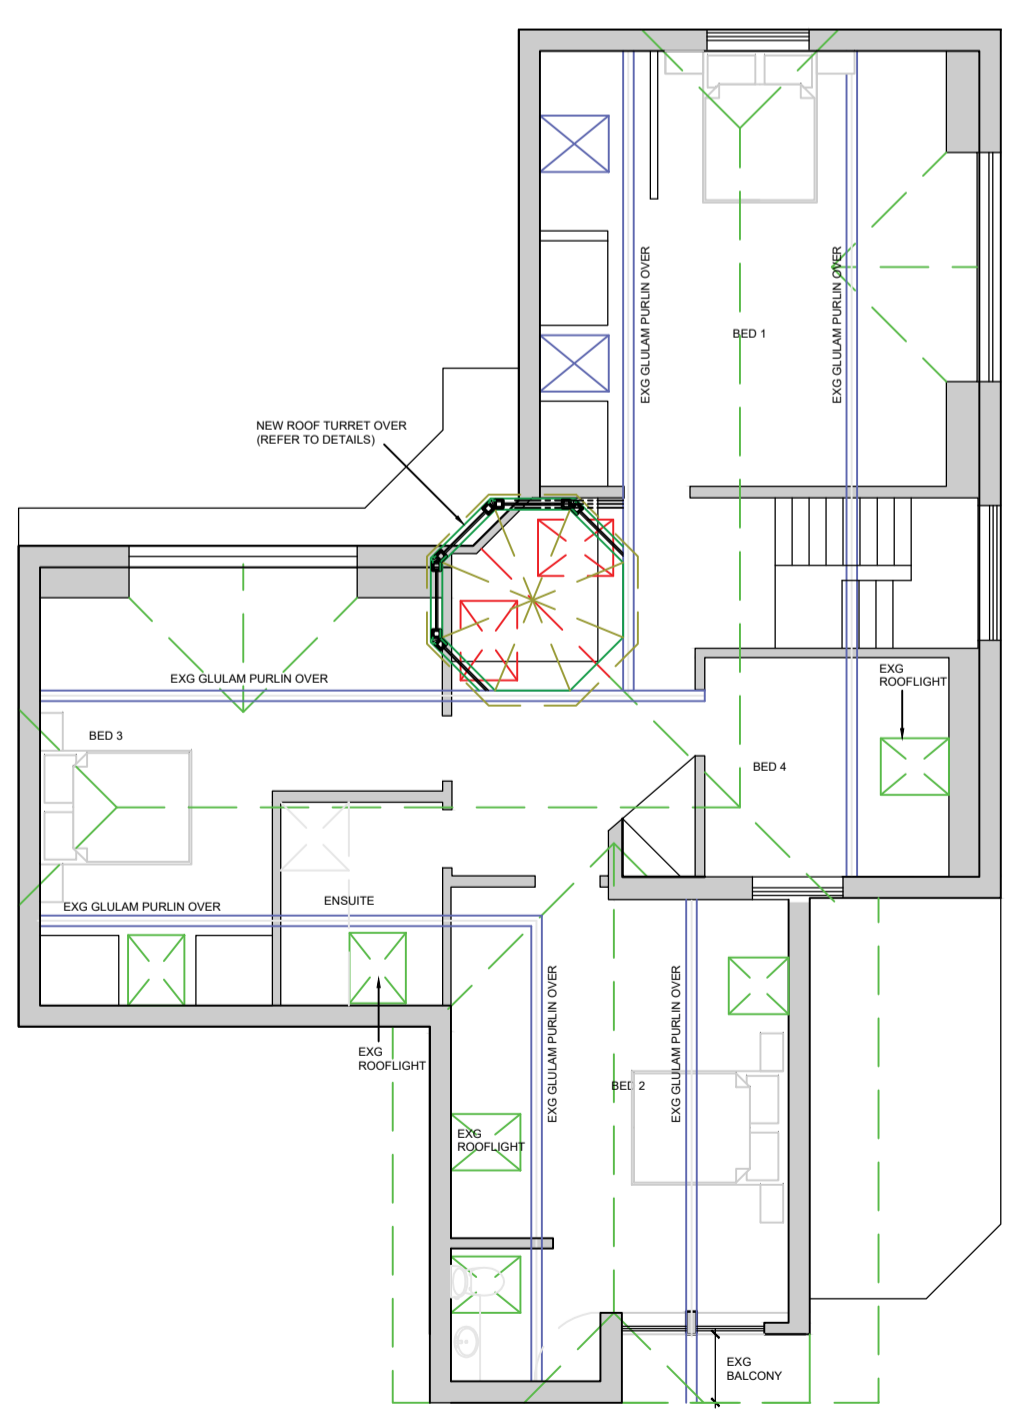 EXG GLULAM PURLIN OVER
EXG GLULAM PURLIN OVER
BED 1
NEW ROOF TURRET OVER
(REFER TO DETAILS)
EXG
ROOFLIGHT
EXG GLULAM PURLIN OVER
BED 3
BED 4
ENSUITE
EXG GLULAM PURLIN OVER
EXG GLULAM PURLIN OVER
EXG GLULAM PURLIN OVER
EXG
ROOFLIGHT
BED 2
EXG
ROOFLIGHT
EXG
BALCONY